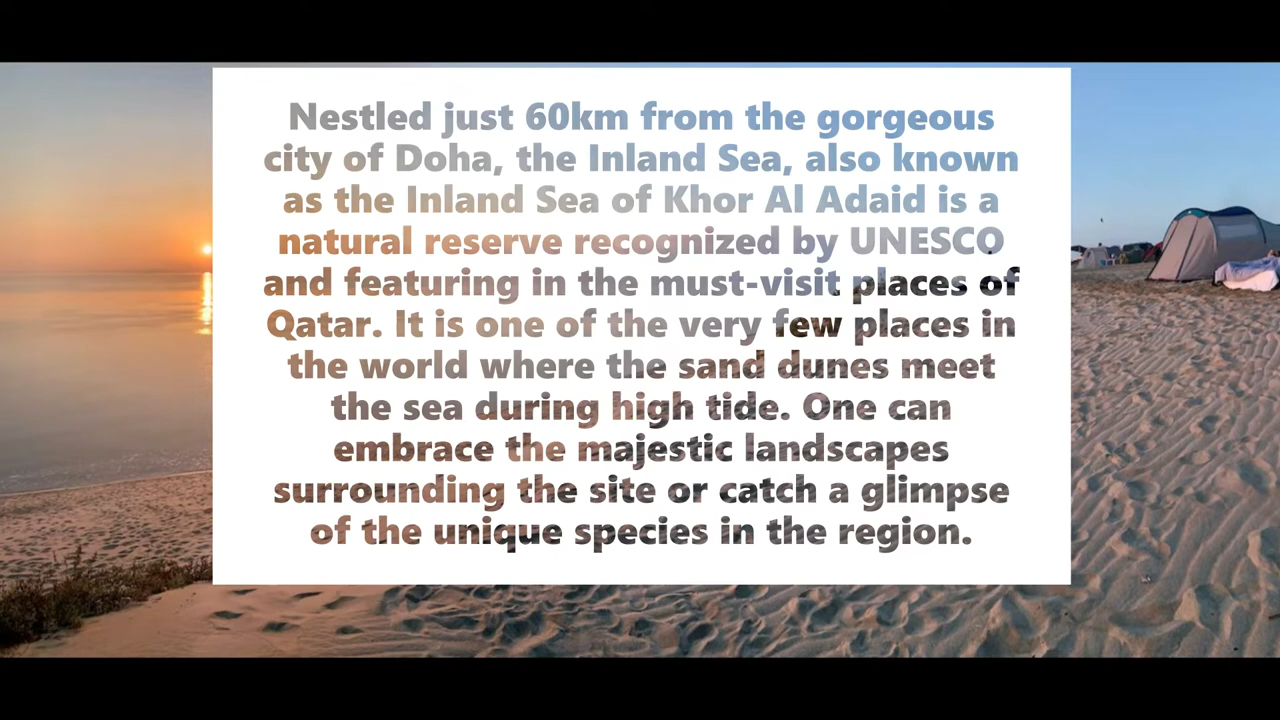 Nestled just 60km from the gorgeous
city of Doha, the Inland Sea, also known
as the Inland Sea of Khor Al Adaid is a
natural reserve recognized by UNESCO
and featuring in the must-visit places of
Qatar. It is one of the very few places in
the world where the sand dunes meet
the sea during high tide. One can
embrace the majestic landscapes
surrounding the site or catch a glimpse
of the unique species in the region.